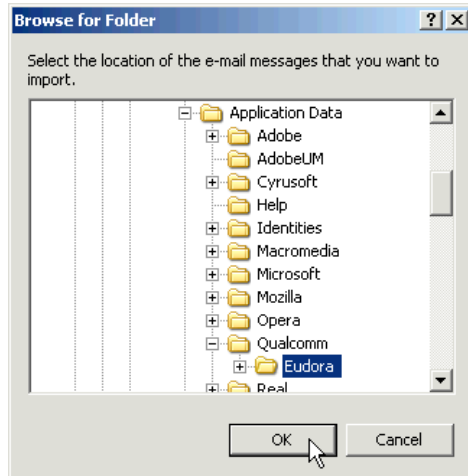 Browse for Folder
Select the location of the e-mail messages that you want to
import.
Application Data
Adobe
AdobeUM
Cyrusoft
Help
Identities
Macromedia
Microsoft
Mozilla
Opera
Qualcomm
Eudora
Real
OK
Cancel